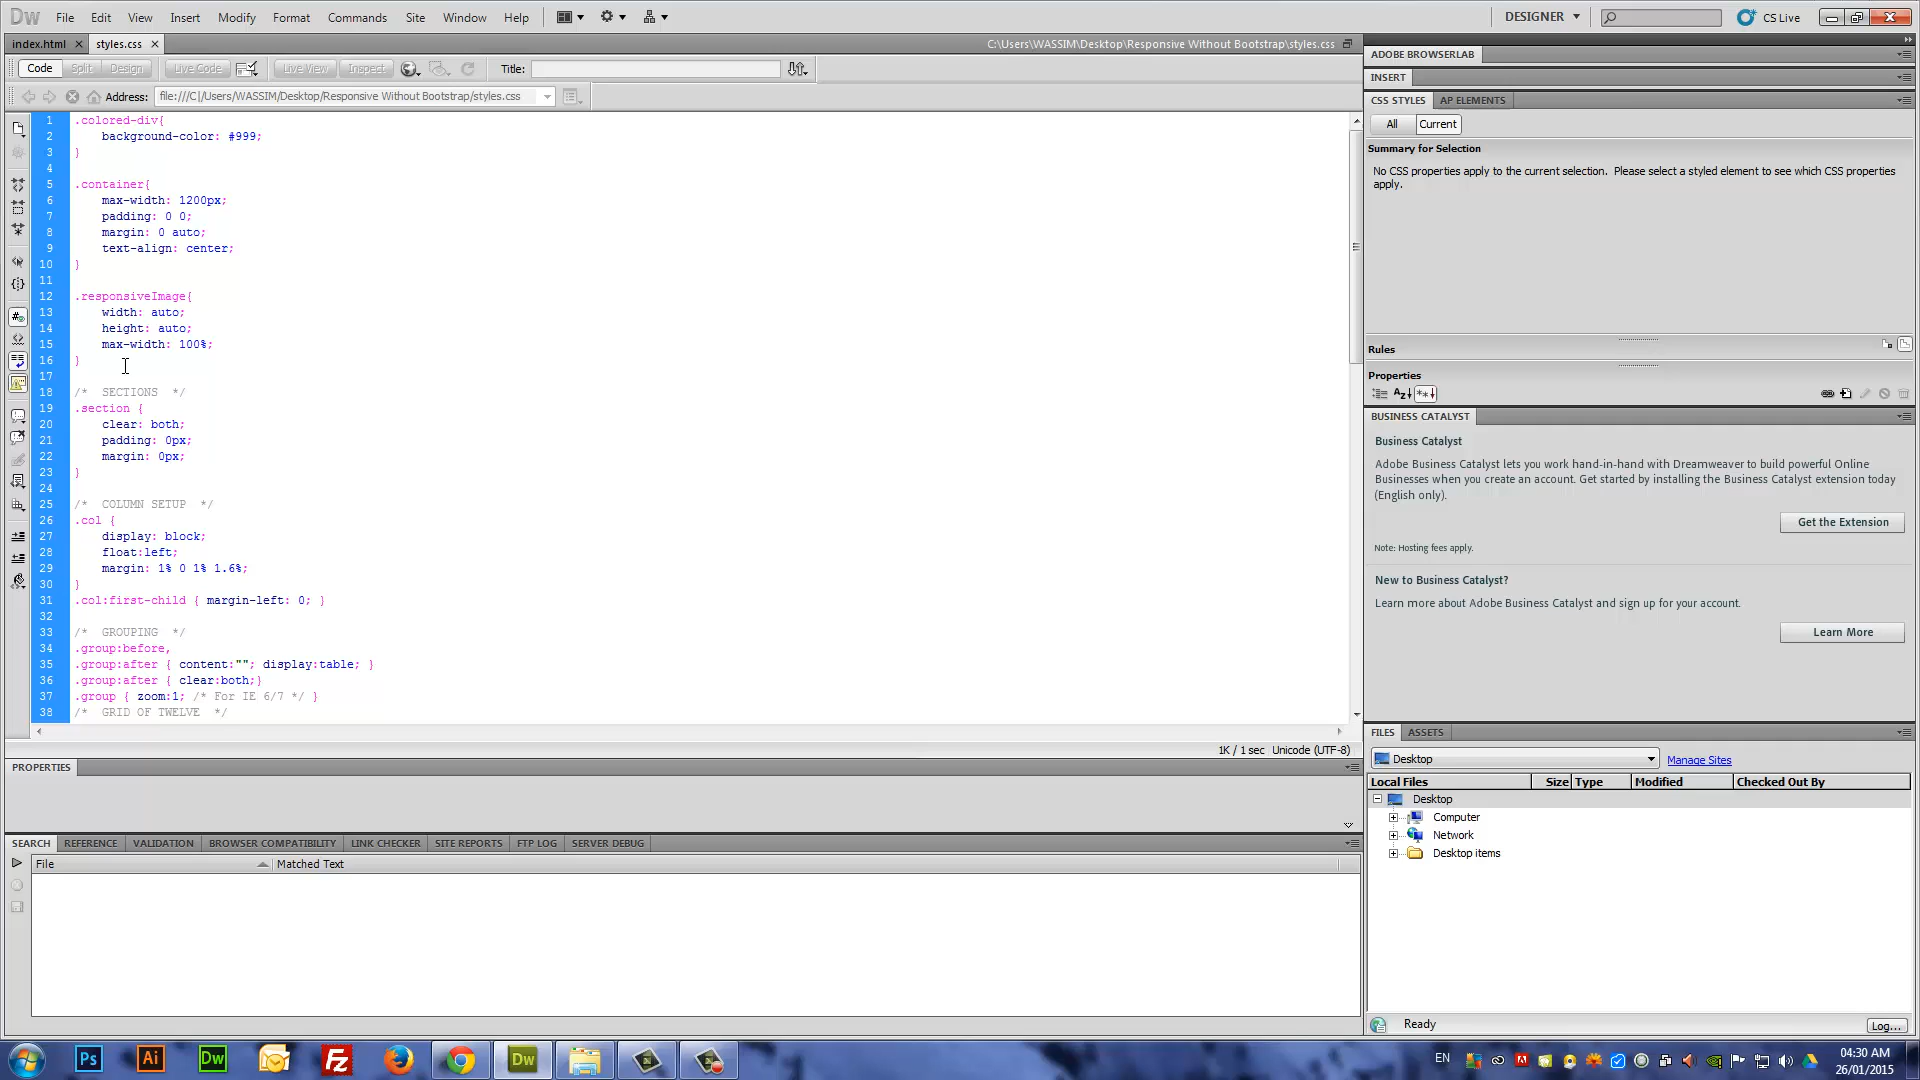 Dw File Edit View Insert Modify Format Commands Site Window Help DESIGNER CS Live
index.html styles.css C:\Users\WASSIM\Desktop\Responsive Without Bootstrap\styles.css
Code Split Design Live Code Live View Inspect Title:
Address: file:///C|/Users/WASSIM/Desktop/Responsive Without Bootstrap/styles.css
1 .colored-div{
2 background-color: #999;
3 }
4
5 .container{
6 max-width: 1200px;
7 padding: 0 0;
8 margin: 0 auto;
9 text-align: center;
10 }
11
12 .responsiveImage{
13 width: auto;
14 height: auto;
15 max-width: 100%;
16 }
17
18 /* SECTIONS */
19 .section {
20 clear: both;
21 padding: 0px;
22 margin: 0px;
23 }
24
25 /* COLUMN SETUP */
26 .col {
27 display: block;
28 float:left;
29 margin: 1% 0 1% 1.6%;
30 }
31 .col:first-child { margin-left: 0; }
32
33 /* GROUPING */
34 .group:before,
35 .group:after { content:""; display:table; }
36 .group:after { clear:both;}
37 .group { zoom:1; /* For IE 6/7 */ }
38 /* GRID OF TWELVE */
1K / 1 sec Unicode (UTF-8)
PROPERTIES
SEARCH REFERENCE VALIDATION BROWSER COMPATIBILITY LINK CHECKER SITE REPORTS FTP LOG SERVER DEBUG
File Matched Text
ADOBE BROWSERLAB
INSERT
CSS STYLES AP ELEMENTS
All Current
Summary for Selection
No CSS properties apply to the current selection. Please select a styled element to see which CSS properties
apply.
Rules
Properties
BUSINESS CATALYST
Business Catalyst
Adobe Business Catalyst lets you work hand-in-hand with Dreamweaver to build powerful Online
Businesses when you create an account. Get started by installing the Business Catalyst extension today
(English only).
Get the Extension
Note: Hosting fees apply.
New to Business Catalyst?
Learn more about Adobe Business Catalyst and sign up for your account.
Learn More
FILES ASSETS
Desktop Manage Sites
Local Files Size Type Modified Checked Out By
Desktop
Computer
Network
Desktop items
Ready Log...
Ps Ai Dw Fz Dw EN 04:30 AM
26/01/2015